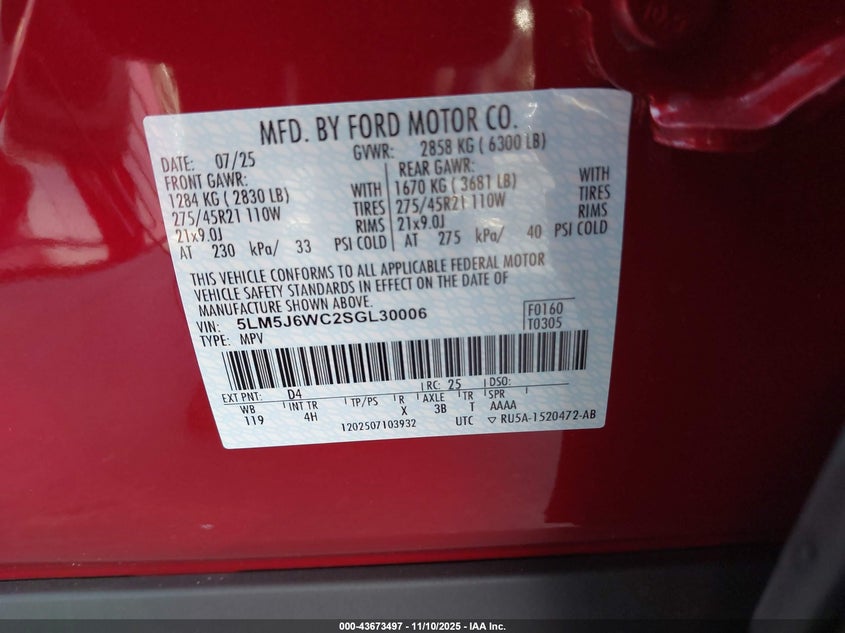 MFD. BY FORD MOTOR CO.
DATE: 07/25 GVWR: 2858 KG ( 6300 LB)
FRONT GAWR: REAR GAWR:
1284 KG ( 2830 LB) WITH 1670 KG ( 3681 LB) WITH
275/45R21 110W TIRES 275/45R21 110W TIRES
21x9.0J RIMS 21x9.0J RIMS
AT 230 kPa/ 33 PSI COLD AT 275 kPa/ 40 PSI COLD
THIS VEHICLE CONFORMS TO ALL APPLICABLE FEDERAL MOTOR
VEHICLE SAFETY STANDARDS IN EFFECT ON THE DATE OF
MANUFACTURE SHOWN ABOVE.
VIN: 5LM5J6WC2SGL30006 F0160
TYPE: MPV T0305
EXT PNT: D4 RC: 25 DSO:
WB INT TR TP/PS R AXLE TR SPR
119 4H X 3B T AAAA
1202507103932 UTC ▽ RU5A-1520472-AB
000-43673497 - 11/10/2025 - IAA Inc.